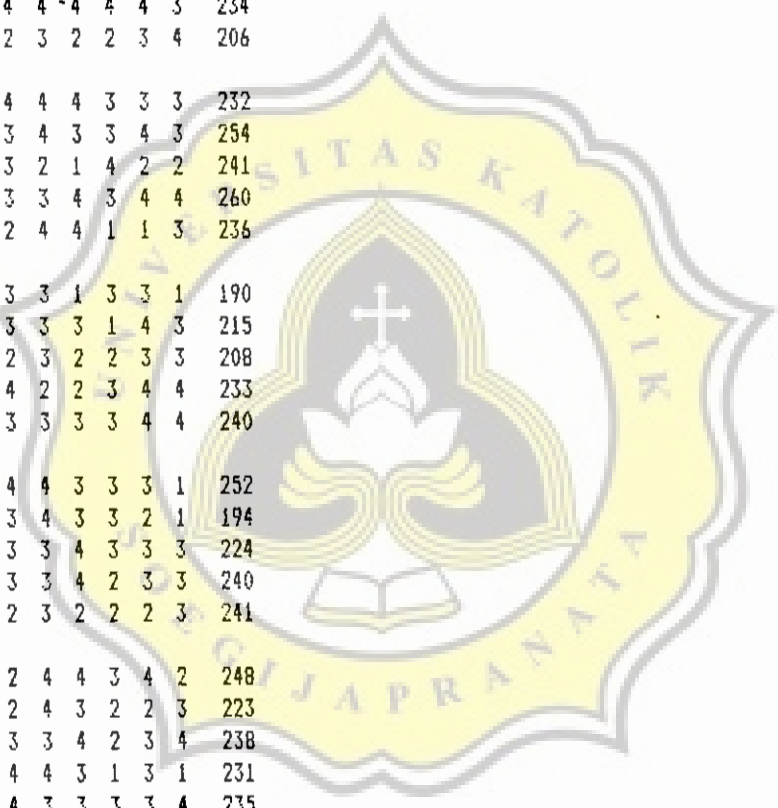 4 4 4 4 4 3 234
2 3 2 2 3 4 206
4 4 4 3 3 3 232
3 4 3 3 4 3 254
3 2 1 4 2 2 241
3 3 4 3 4 4 260
2 4 4 1 1 3 236
3 3 1 3 3 1 190
3 3 3 1 4 3 215
2 3 2 2 3 3 208
4 2 2 3 4 4 233
3 3 3 3 4 4 240
4 4 3 3 3 1 252
3 4 3 3 2 1 194
3 3 4 3 3 3 224
3 3 4 2 3 3 240
2 3 2 2 2 3 241
2 4 4 3 4 2 248
2 4 3 2 2 3 223
3 3 4 2 3 4 238
4 4 3 1 3 1 231
4 3 3 3 3 4 235
UNIVERSITAS KATOLIK
SOEGIJAPRANATA